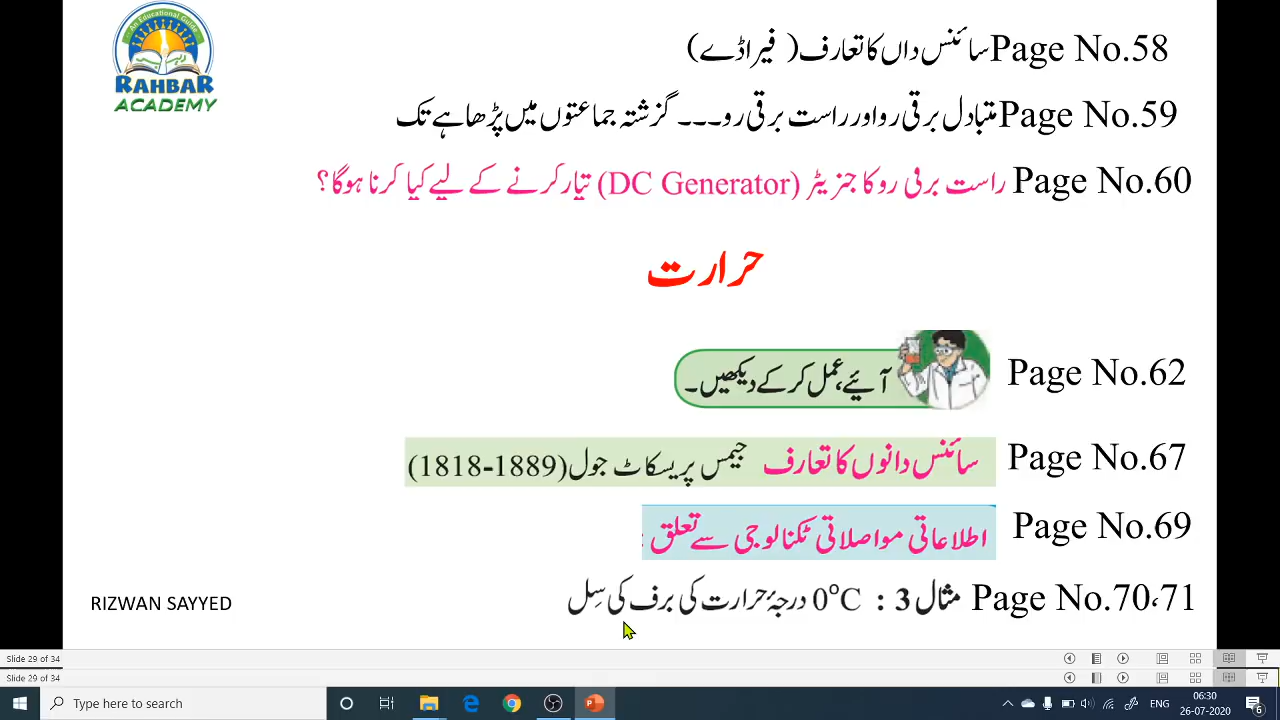 An Educational Guide
RAHBAR
ACADEMY
Page No.58 سائنس داں کا تعارف ( فیراڈے)
Page No.59 متبادل برقی رو اور راست برقی رو۔۔۔ گزشتہ جماعتوں میں پڑھا ہے تک
Page No.60 راست برقی رو کا جنریٹر (DC Generator) تیار کرنے کے لیے کیا کرنا ہوگا؟
حرارت
Page No.62 آئیے، عمل کر کے دیکھیں۔
Page No.67 سائنس دانوں کا تعارف جیمس پریسکاٹ جول (1818-1889)
Page No.69 اطلاعاتی مواصلاتی ٹکنالوجی سے تعلق :
Page No.70،71 مثال 3 : 0°C درجۂ حرارت کی برف کی سِل
RIZWAN SAYYED
Slide 29 of 34
Slide 29 of 34
Type here to search
06:30
26-07-2020
6